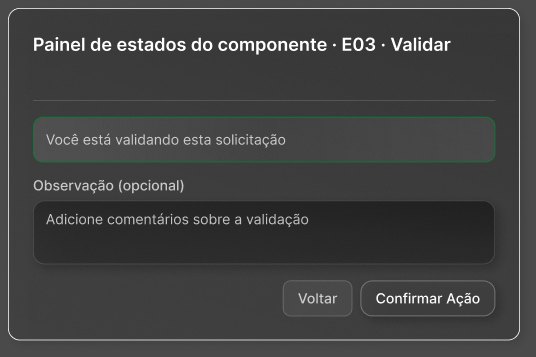 Painel de estados do componente · E03 · Validar
Você está validando esta solicitação
Observação (opcional)
Adicione comentários sobre a validação
Voltar
Confirmar Ação